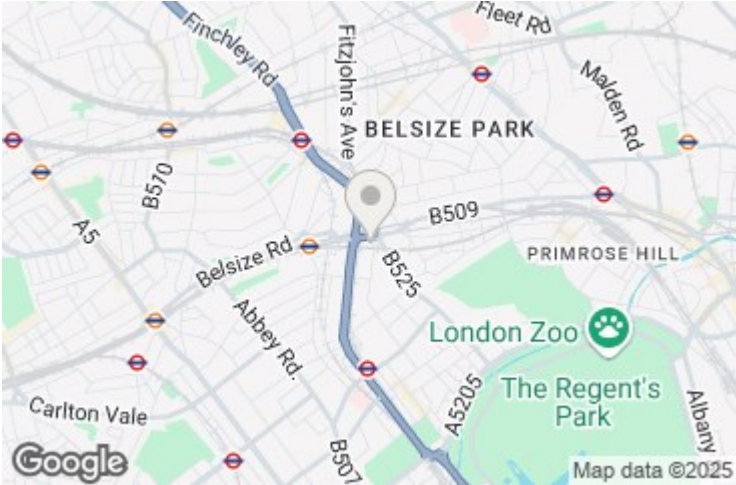 Fleet Rd
Finchley Rd
Fitzjohn's Ave
Malden Rd
BELSIZE PARK
B510
B509
A5
Belsize Rd
B525
PRIMROSE HILL
Abbey Rd.
London Zoo
The Regent's
Park
A5205
Albany
Carlton Vale
B507
Google
Map data ©2025